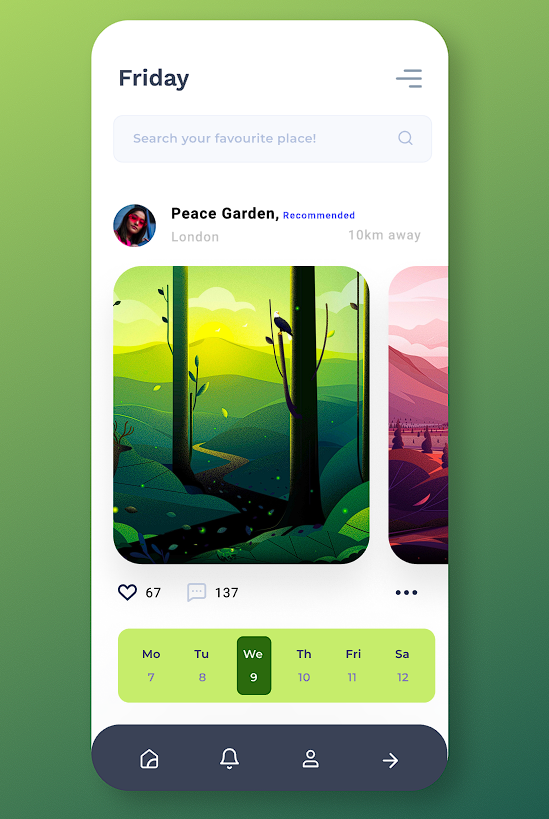 Friday
Search your favourite place!
Peace Garden, Recommended
London
10km away
67
137
Mo Tu We Th Fri Sa
7 8 9 10 11 12